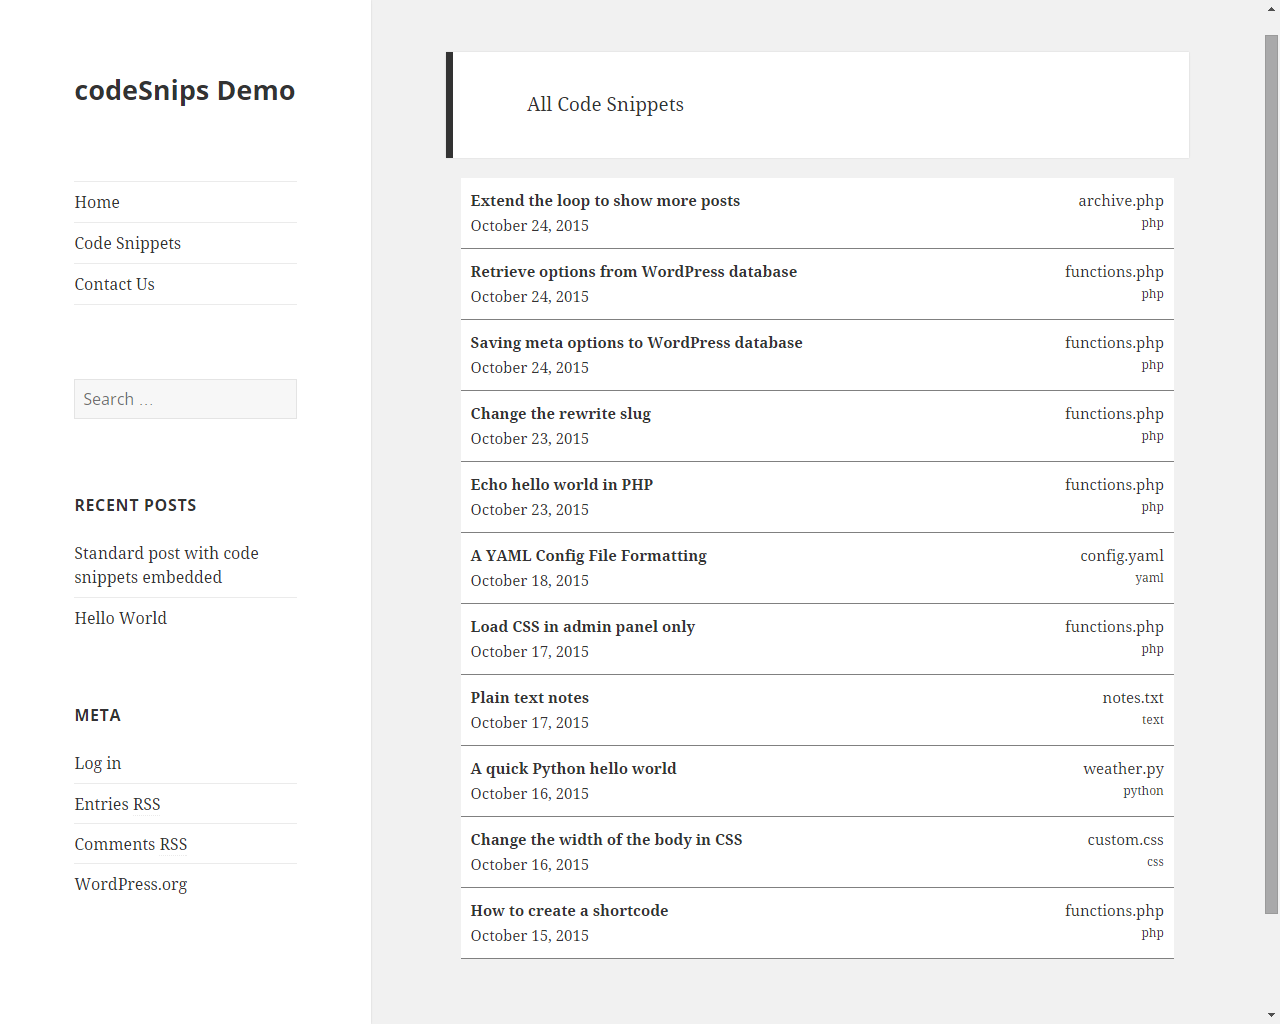 codeSnips Demo
Home
Code Snippets
Contact Us
Search …
RECENT POSTS
Standard post with code
snippets embedded
Hello World
META
Log in
Entries RSS
Comments RSS
WordPress.org
All Code Snippets
Extend the loop to show more posts archive.php
October 24, 2015 php
Retrieve options from WordPress database functions.php
October 24, 2015 php
Saving meta options to WordPress database functions.php
October 24, 2015 php
Change the rewrite slug functions.php
October 23, 2015 php
Echo hello world in PHP functions.php
October 23, 2015 php
A YAML Config File Formatting config.yaml
October 18, 2015 yaml
Load CSS in admin panel only functions.php
October 17, 2015 php
Plain text notes notes.txt
October 17, 2015 text
A quick Python hello world weather.py
October 16, 2015 python
Change the width of the body in CSS custom.css
October 16, 2015 css
How to create a shortcode functions.php
October 15, 2015 php